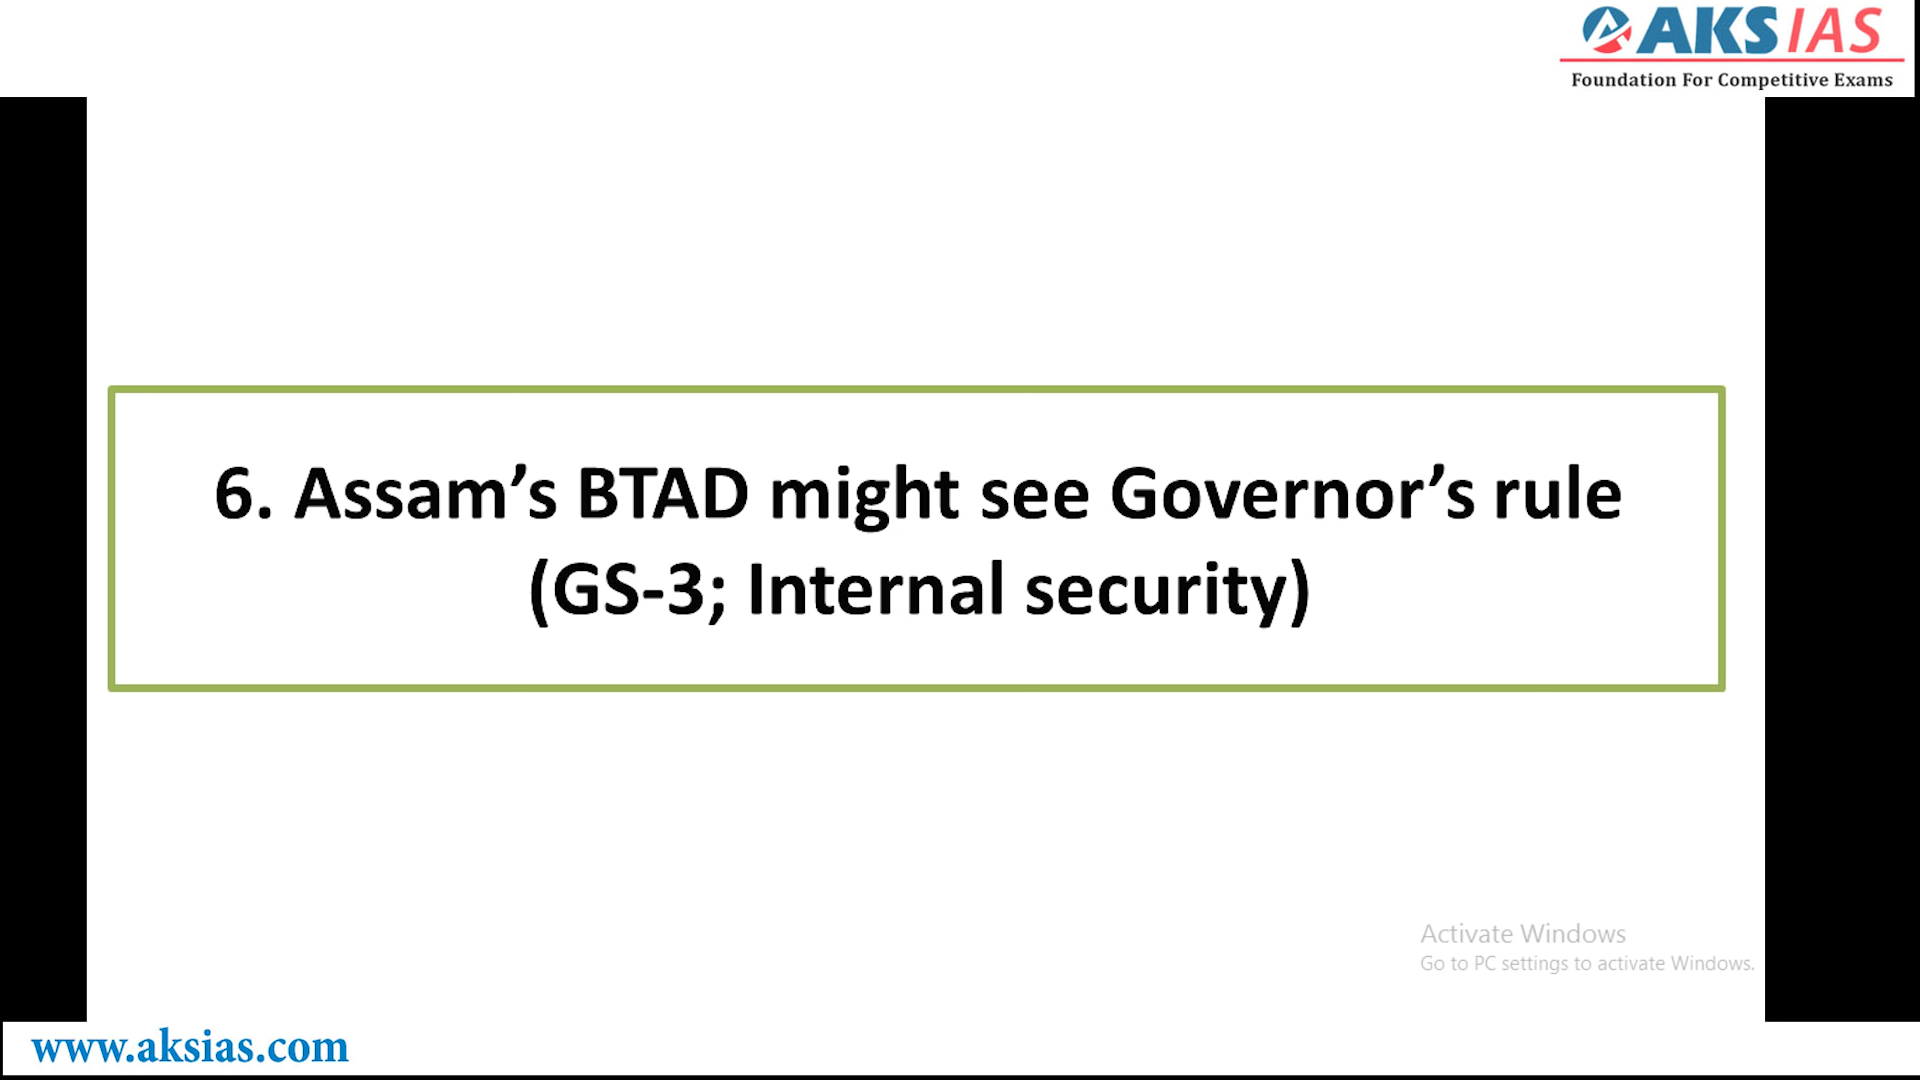 AKS IAS
Foundation For Competitive Exams
6. Assam’s BTAD might see Governor’s rule
(GS-3; Internal security)
Activate Windows
Go to PC settings to activate Windows.
www.aksias.com